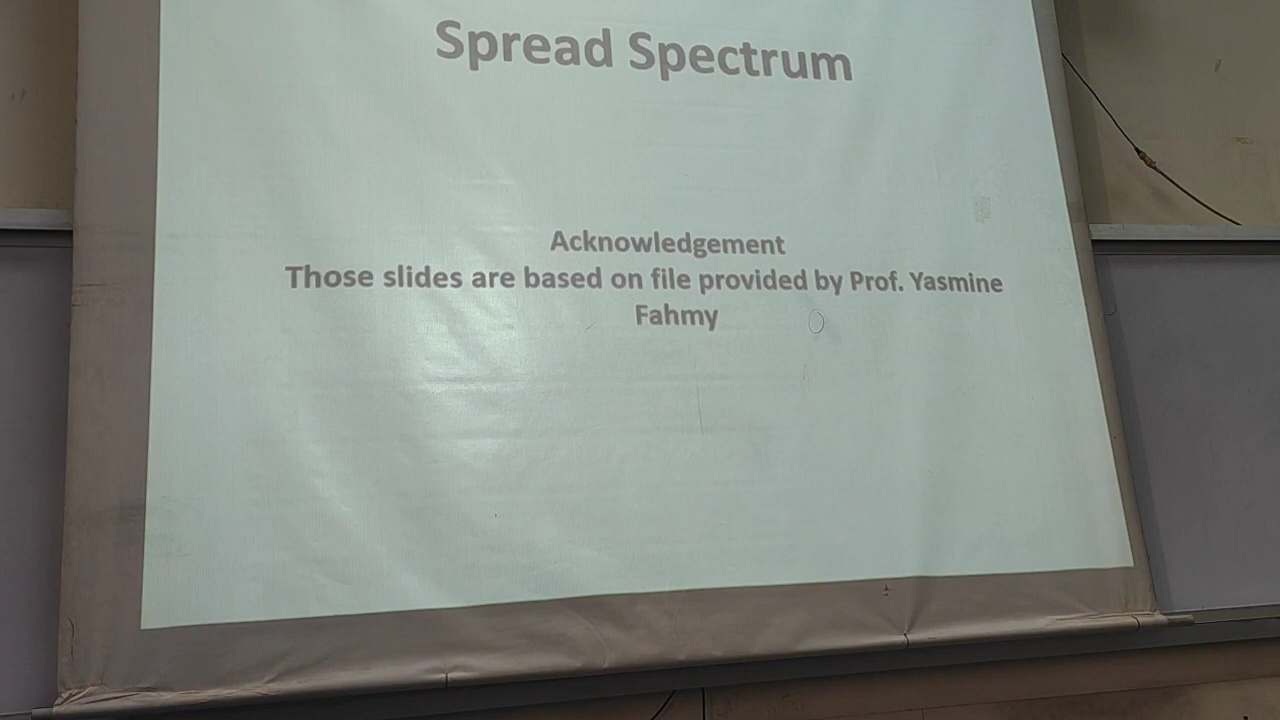 Spread Spectrum
Acknowledgement
Those slides are based on file provided by Prof. Yasmine
Fahmy